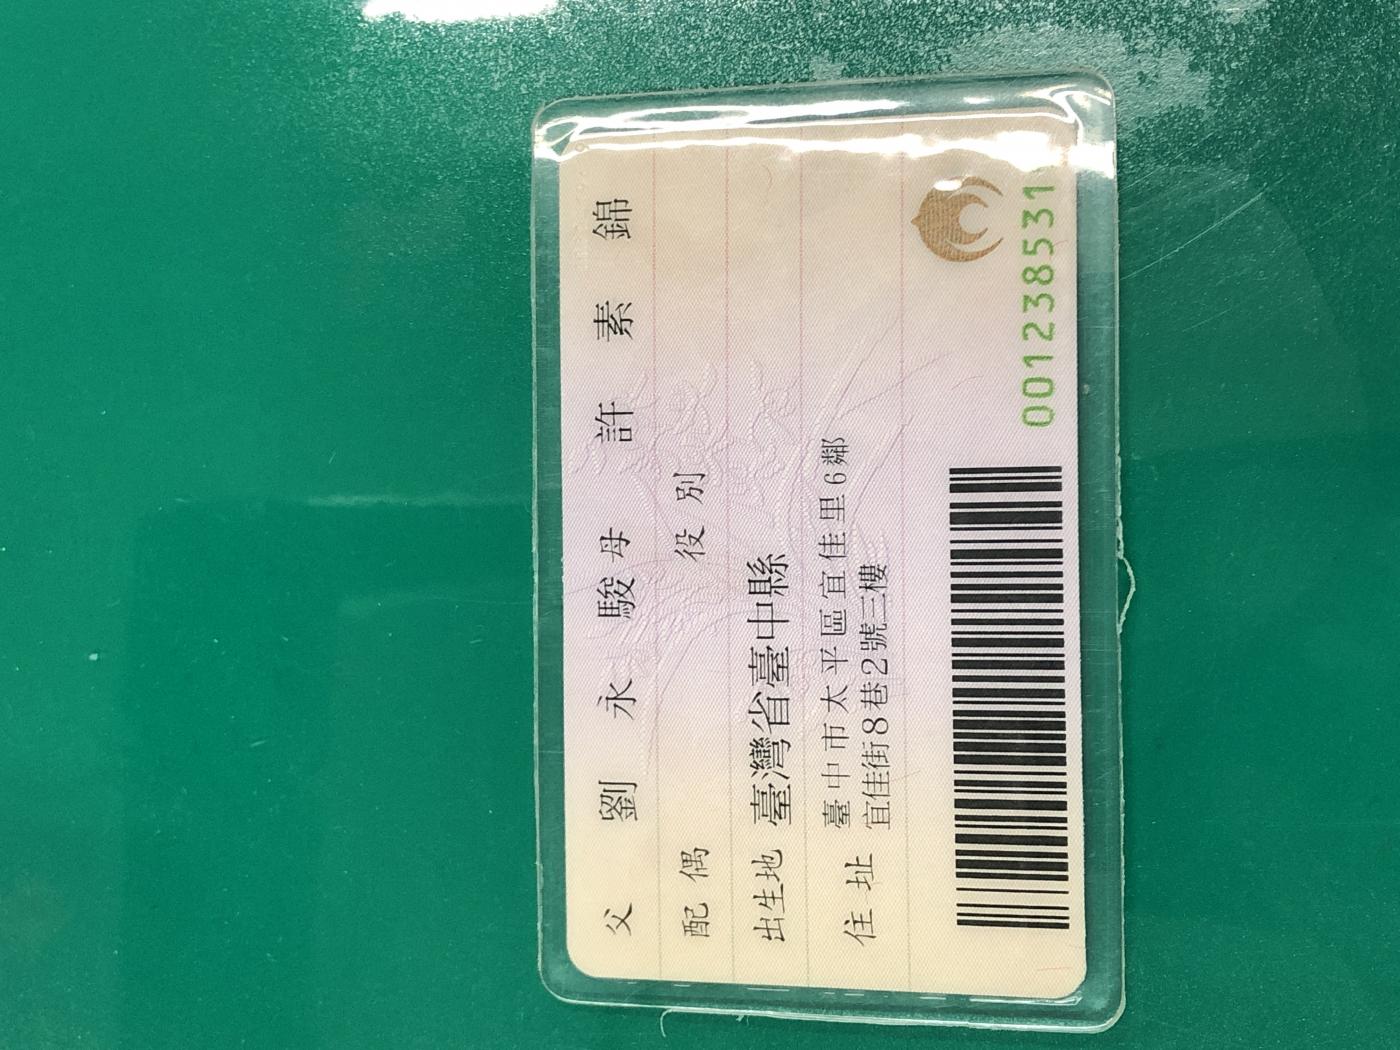 父 劉永駿 母 許素錦
配偶 役別
出生地 臺灣省臺中縣
住址 臺中市太平區宜佳里6鄰
宜佳街8巷2號三樓
001238531